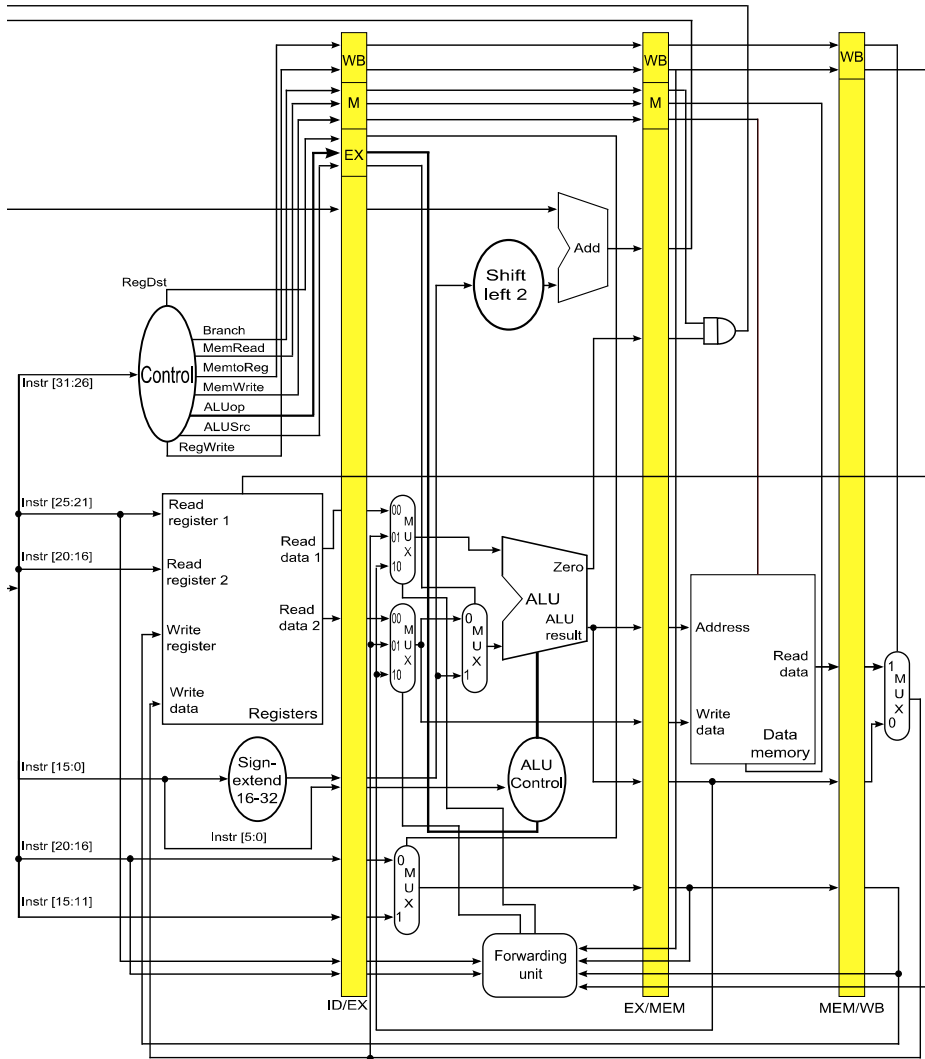 WB
WB
WB
M
M
EX
Add
Shift
left 2
RegDst
Branch
MemRead
MemtoReg
MemWrite
ALUop
ALUSrc
RegWrite
Control
Instr [31:26]
Instr [25:21]
Instr [20:16]
Read
register 1
Read
register 2
Write
register
Write
data
Read
data 1
Read
data 2
Registers
00
01
10
M
U
X
00
01
10
M
U
X
0
1
M
U
X
Zero
ALU
ALU
result
Address
Read
data
Write
data
Data
memory
1
M
U
X
0
Instr [15:0]
Sign-
extend
16-32
Instr [5:0]
ALU
Control
Instr [20:16]
Instr [15:11]
0
M
U
X
1
Forwarding
unit
ID/EX
EX/MEM
MEM/WB